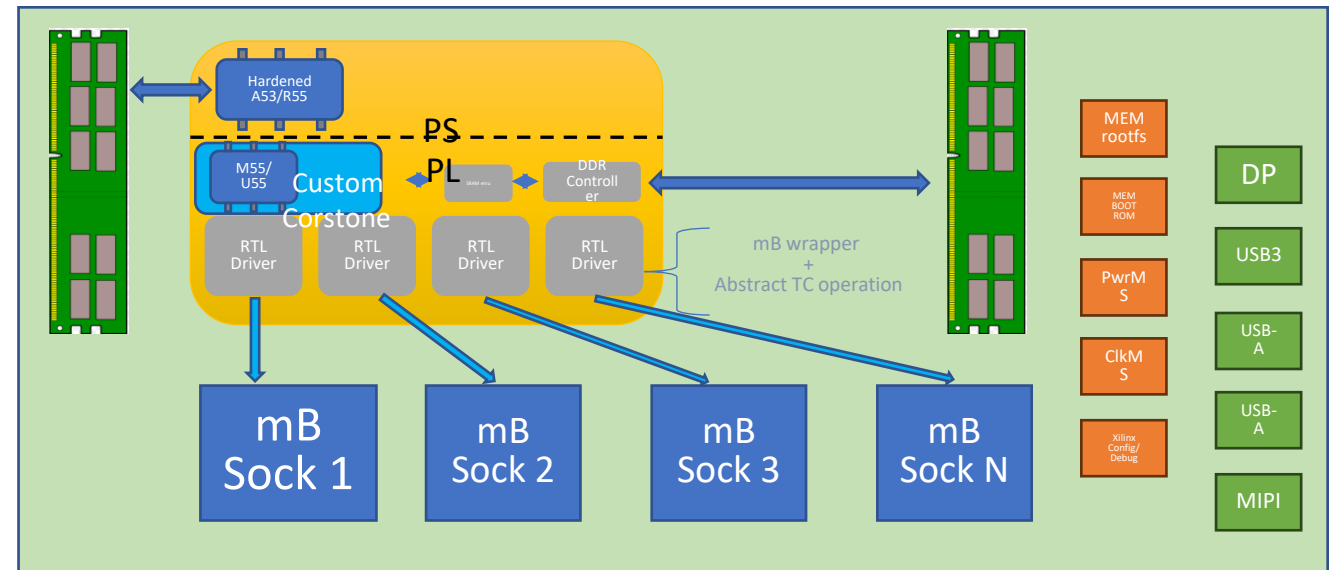 Hardened
A53/R55
PS
PL
M55/
U55
Custom
Corstone
SRAM emu
DDR
Controll
er
RTL
Driver
RTL
Driver
RTL
Driver
RTL
Driver
mB wrapper
+
Abstract TC operation
mB
Sock 1
mB
Sock 2
mB
Sock 3
mB
Sock N
MEM
rootfs
MEM
BOOT
ROM
PwrM
S
ClkM
S
Xilinx
Config/
Debug
DP
USB3
USB-
A
USB-
A
MIPI